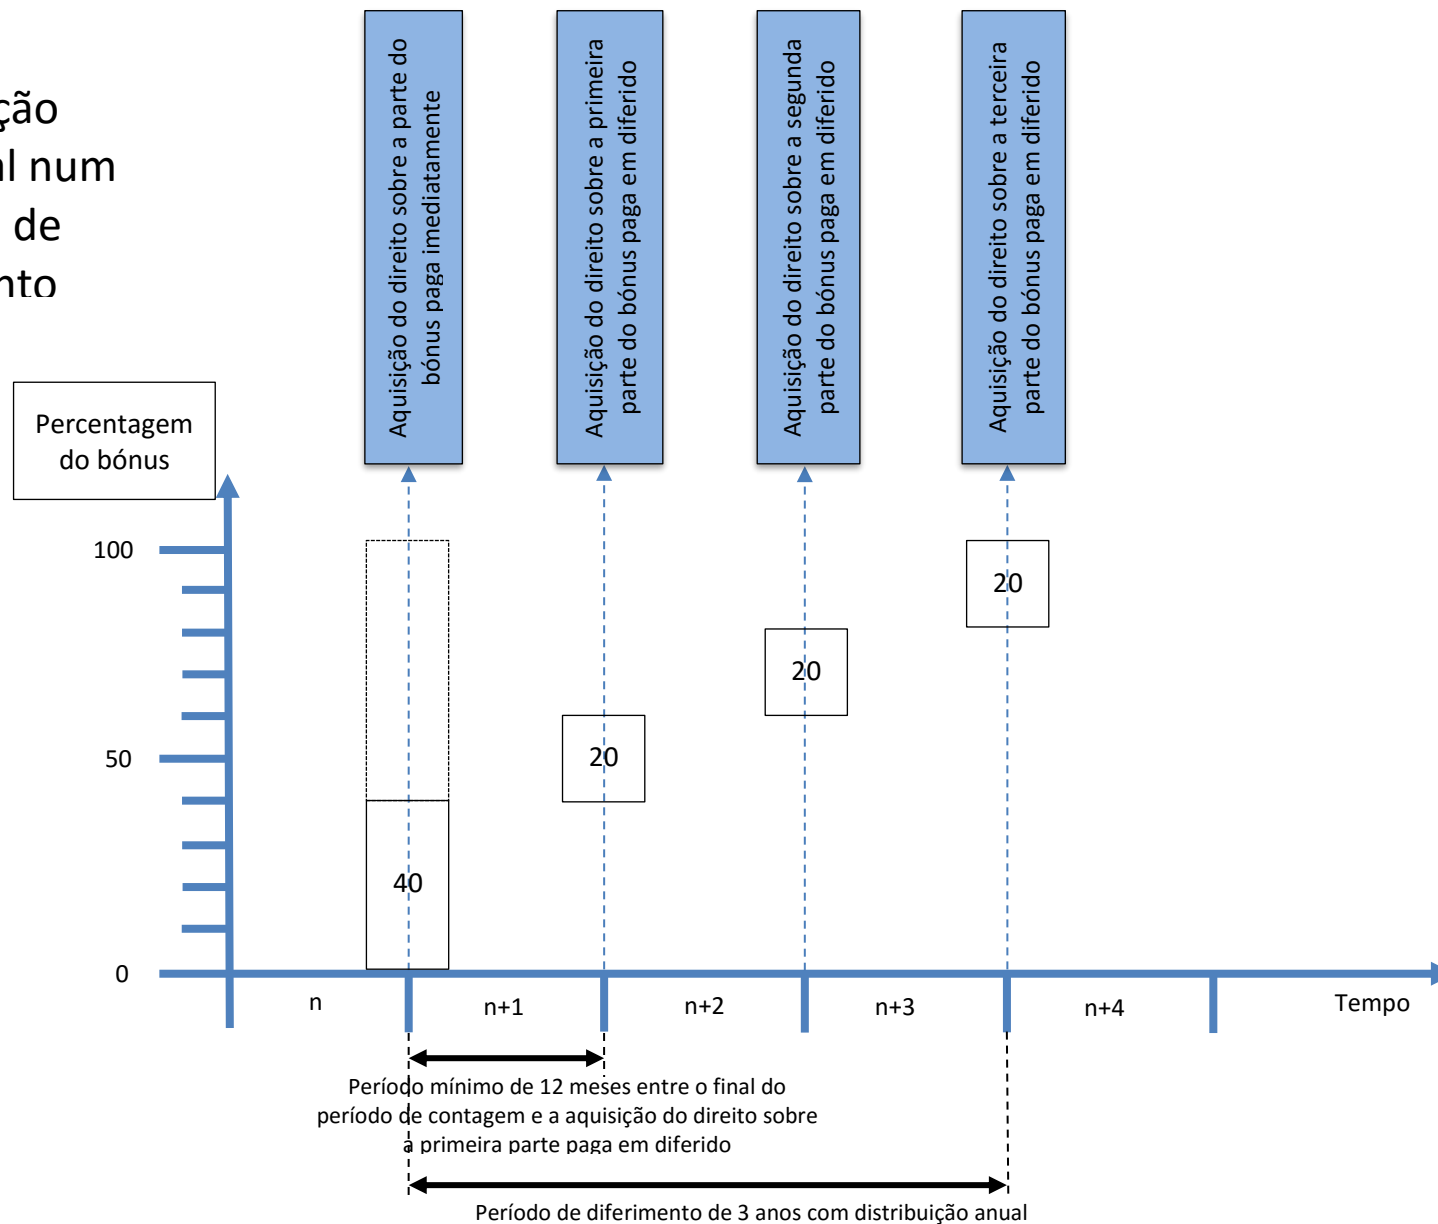 ção
al num
de
nto
Aquisição do direito sobre a parte do
bónus paga imediatamente
Aquisição do direito sobre a primeira
parte do bónus paga em diferido
Aquisição do direito sobre a segunda
parte do bónus paga em diferido
Aquisição do direito sobre a terceira
parte do bónus paga em diferido
Percentagem
do bónus
100
50
0
40
20
20
20
n
n+1
n+2
n+3
n+4
Tempo
Período mínimo de 12 meses entre o final do
período de contagem e a aquisição do direito sobre
a primeira parte paga em diferido
Período de diferimento de 3 anos com distribuição anual